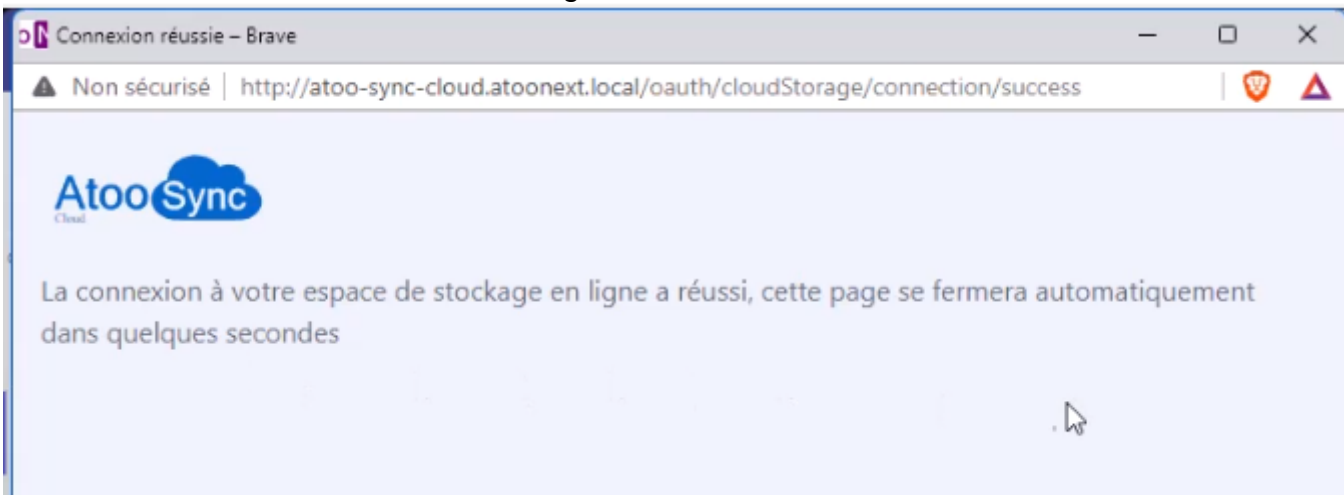 Connexion réussie – Brave
Non sécurisé | http://atoo-sync-cloud.atoonext.local/oauth/cloudStorage/connection/success
Atoo Sync
Cloud
La connexion à votre espace de stockage en ligne a réussi, cette page se fermera automatiquement
dans quelques secondes